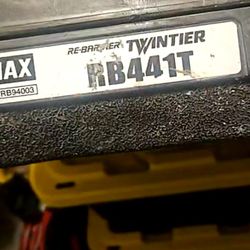 MAX
RE-BAR-TIER TWINTIER
RB441T
RB94003